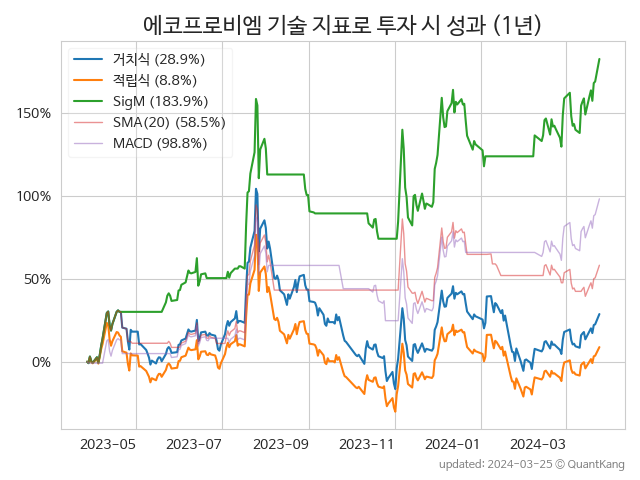 에코프로비엠 기술 지표로 투자 시 성과 (1년)
거치식 (28.9%)
적립식 (8.8%)
SigM (183.9%)
SMA(20) (58.5%)
MACD (98.8%)
150%
100%
50%
0%
2023-05 2023-07 2023-09 2023-11 2024-01 2024-03
updated: 2024-03-25 © QuantKang